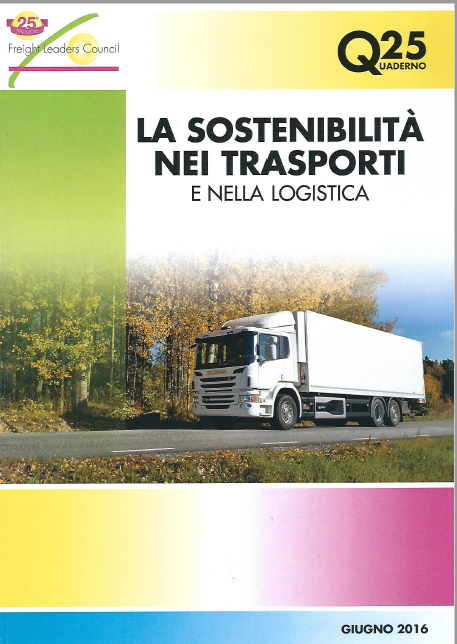 25°
Freight Leaders Council
Q25
QUADERNO
LA SOSTENIBILITÀ
NEI TRASPORTI
E NELLA LOGISTICA
GIUGNO 2016